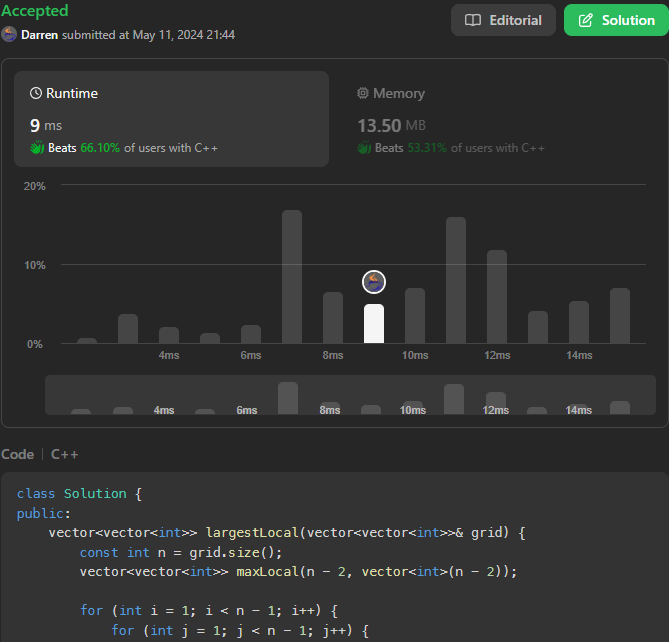 Accepted
Darren submitted at May 11, 2024 21:44
Editorial
Solution
Runtime
9 ms
Beats 66.10% of users with C++
Memory
13.50 MB
Beats 53.31% of users with C++
20%
10%
0%
4ms 6ms 8ms 10ms 12ms 14ms
4ms 6ms 8ms 10ms 12ms 14ms
Code | C++
class Solution {
public:
    vector<vector<int>> largestLocal(vector<vector<int>>& grid) {
        const int n = grid.size();
        vector<vector<int>> maxLocal(n - 2, vector<int>(n - 2));

        for (int i = 1; i < n - 1; i++) {
            for (int j = 1; j < n - 1; j++) {